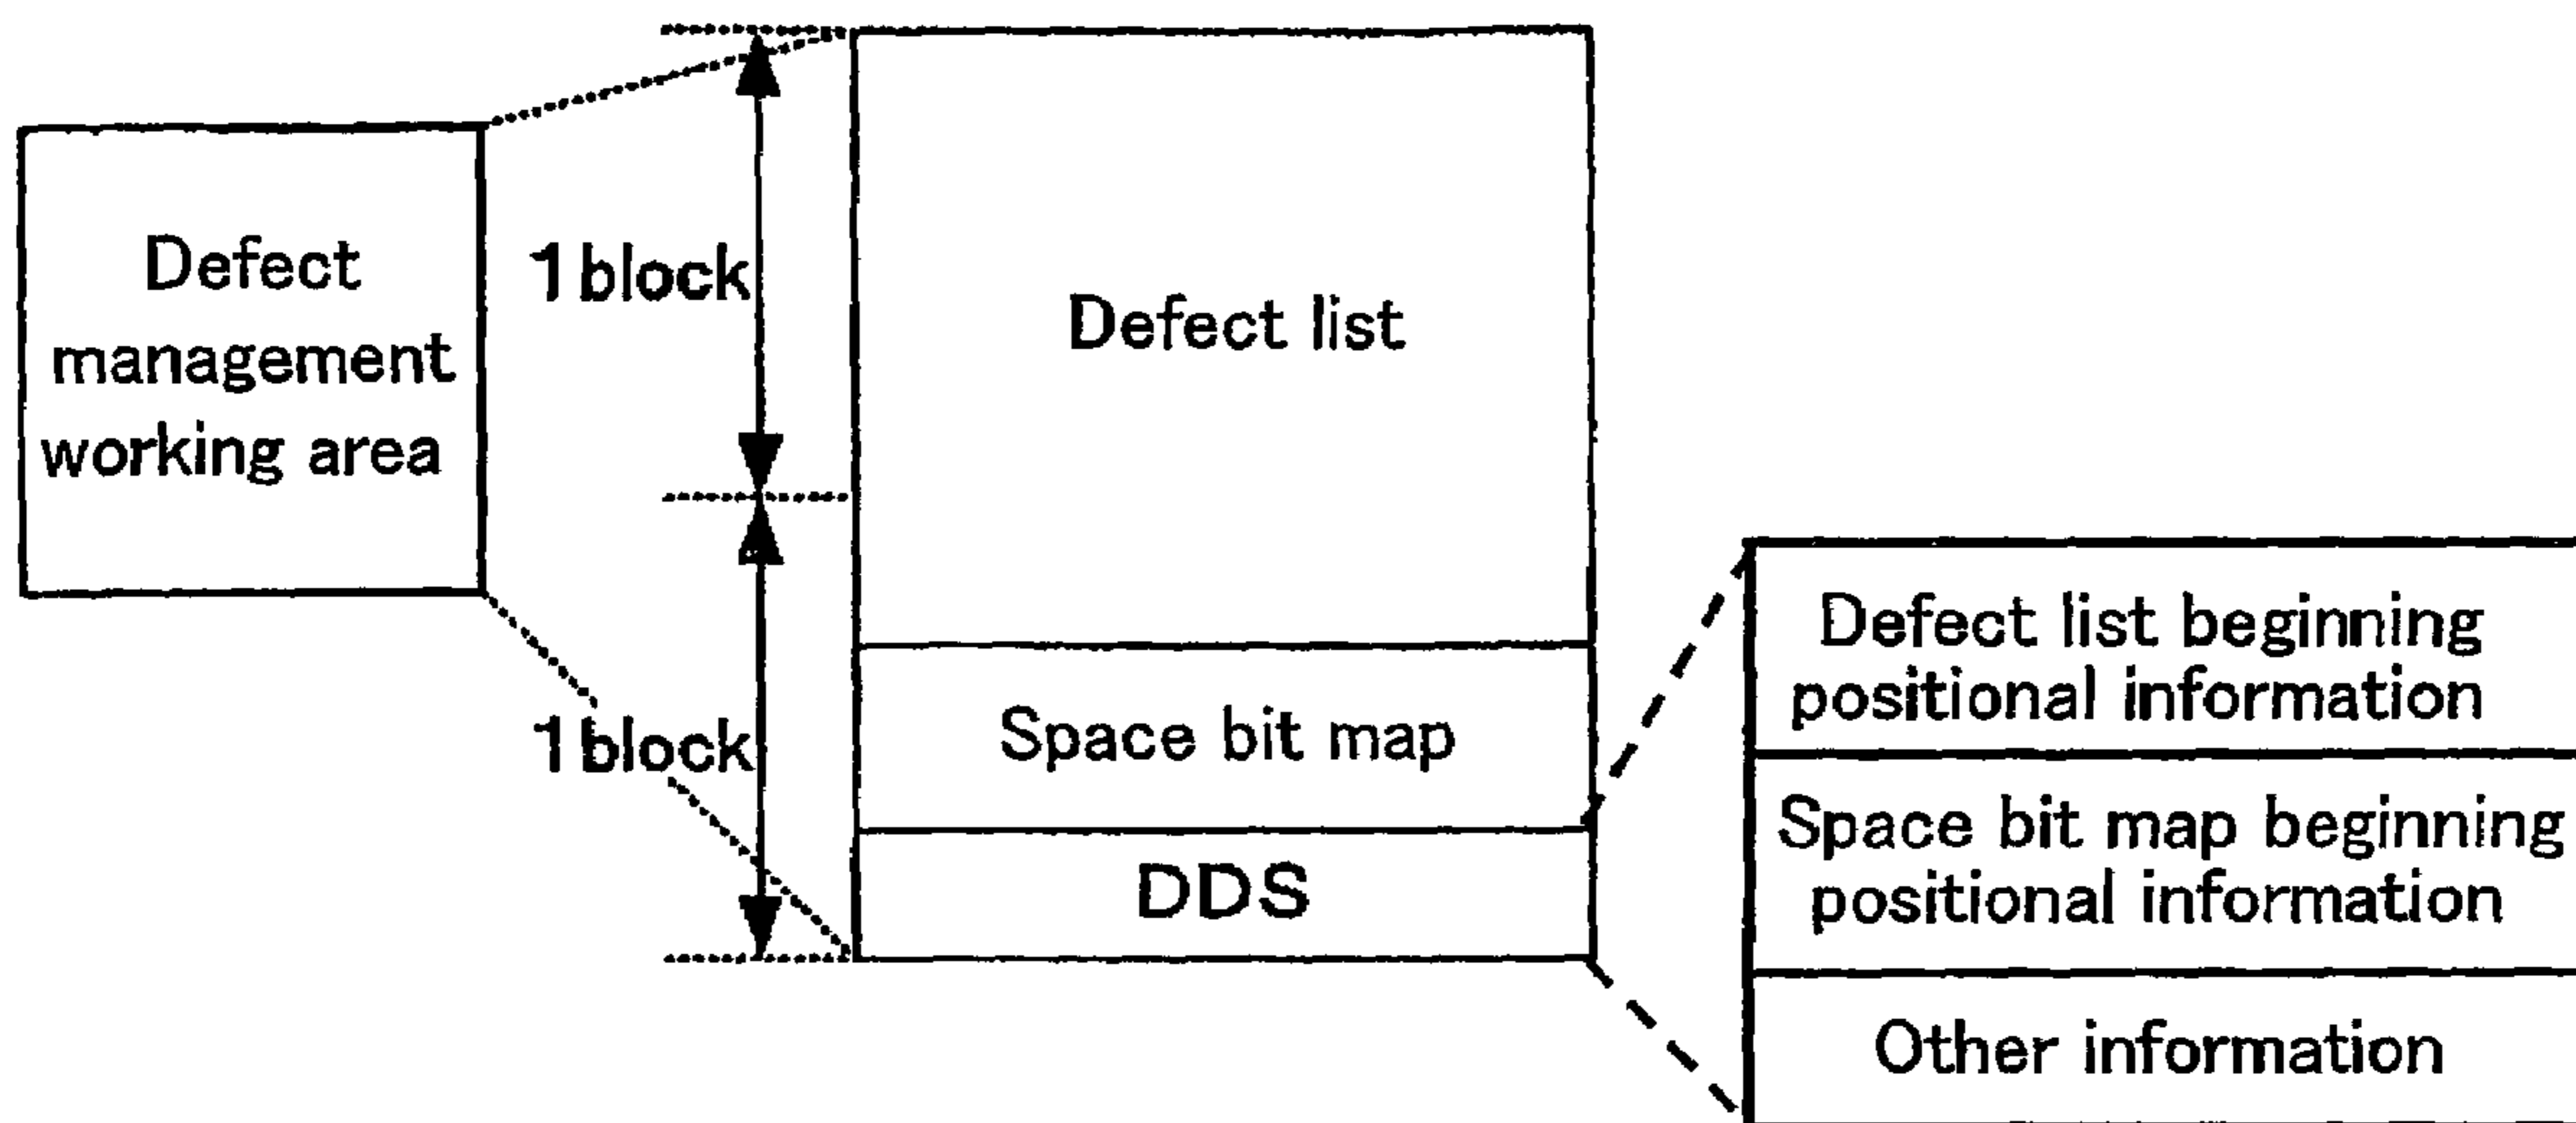 Defect
management
working area
1 block
1 block
Defect list
Space bit map
DDS
Defect list beginning
positional information
Space bit map beginning
positional information
Other information